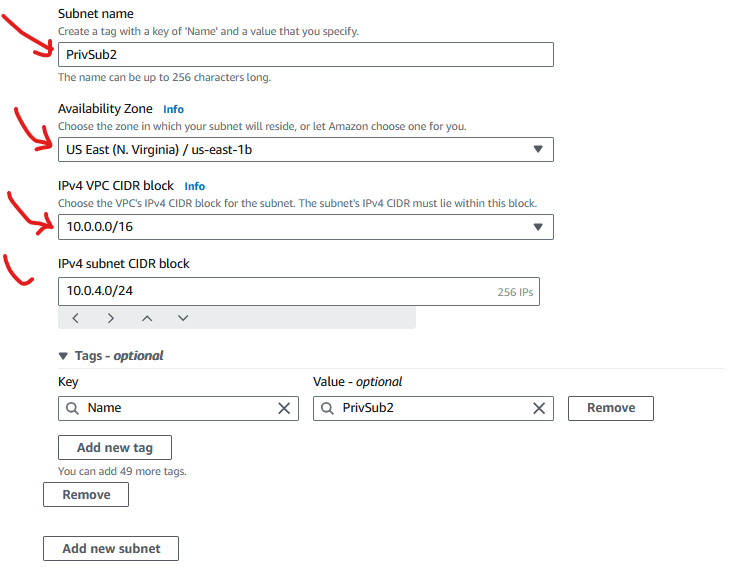 Subnet name
Create a tag with a key of 'Name' and a value that you specify.
PrivSub2
The name can be up to 256 characters long.
Availability Zone Info
Choose the zone in which your subnet will reside, or let Amazon choose one for you.
US East (N. Virginia) / us-east-1b
IPv4 VPC CIDR block Info
Choose the VPC's IPv4 CIDR block for the subnet. The subnet's IPv4 CIDR must lie within this block.
10.0.0.0/16
IPv4 subnet CIDR block
10.0.4.0/24 256 IPs
Tags - optional
Key Value - optional
Name PrivSub2 Remove
Add new tag
You can add 49 more tags.
Remove
Add new subnet